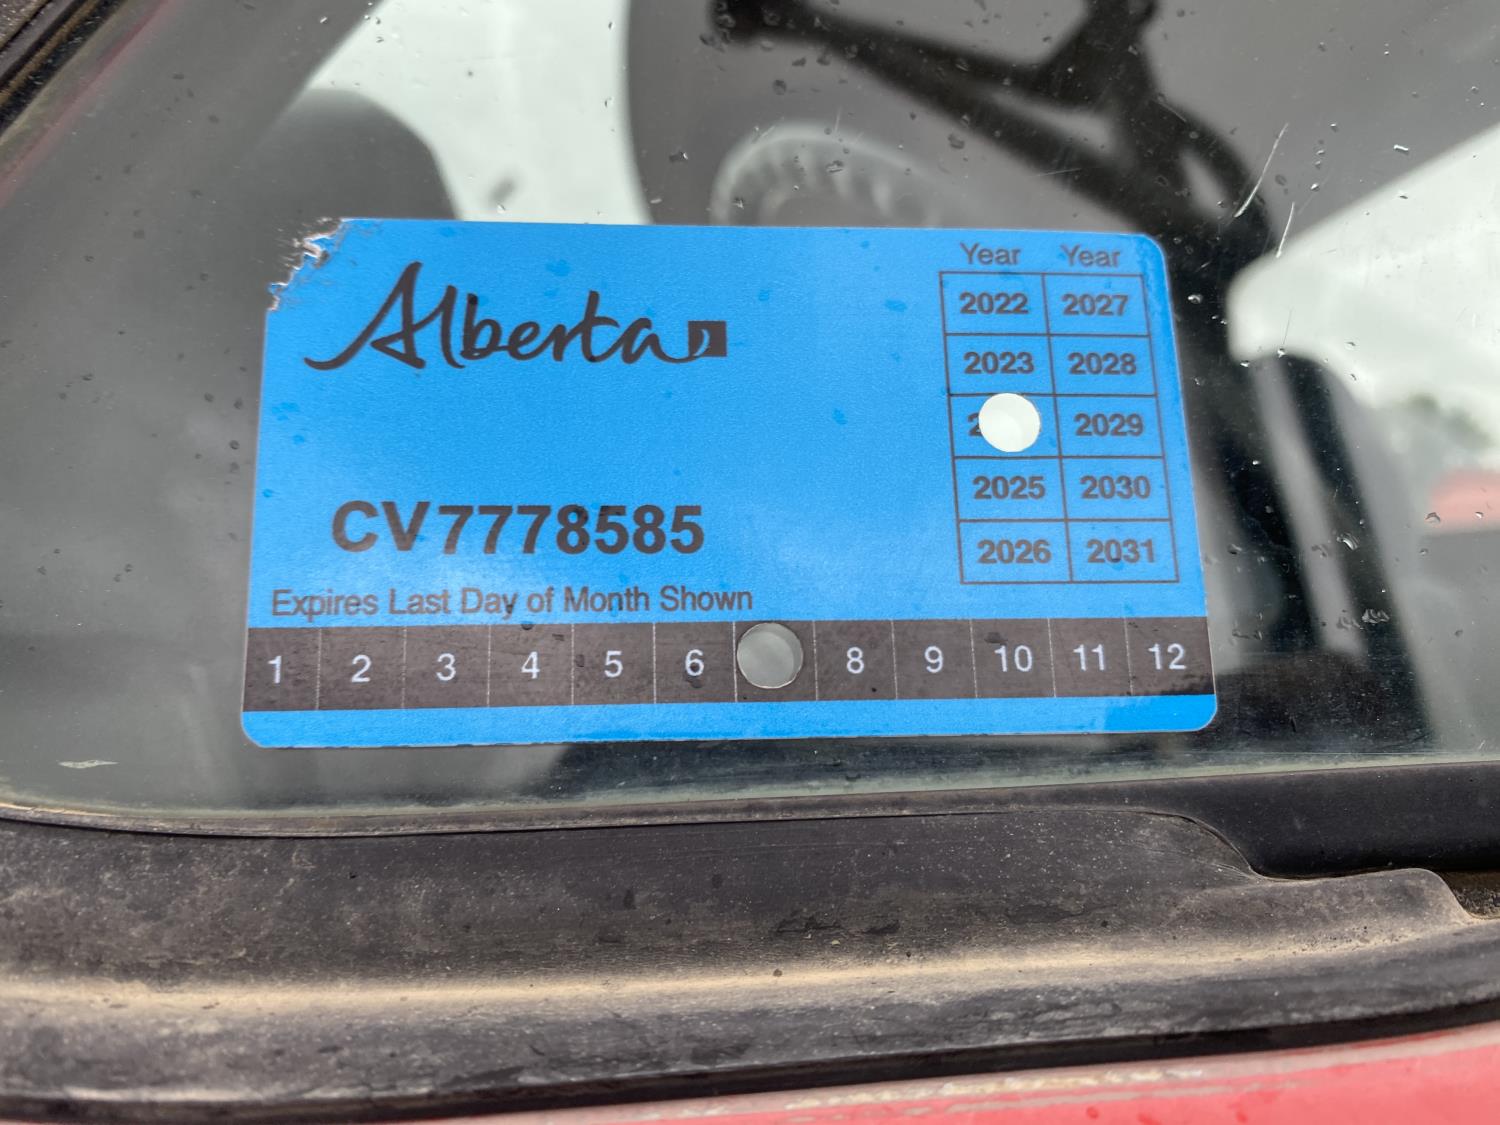 Alberta
Year Year
2022 2027
2023 2028
2029
2025 2030
2026 2031
CV7778585
Expires Last Day of Month Shown
1 2 3 4 5 6 8 9 10 11 12